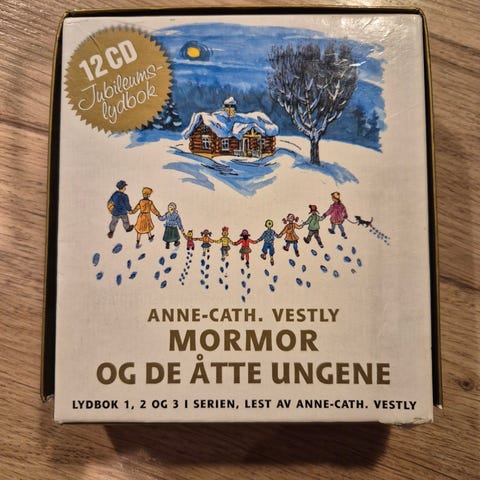 12 CD
Jubileums-
lydbok
ANNE-CATH. VESTLY
MORMOR
OG DE ÅTTE UNGENE
LYDBOK 1, 2 OG 3 I SERIEN, LEST AV ANNE-CATH. VESTLY